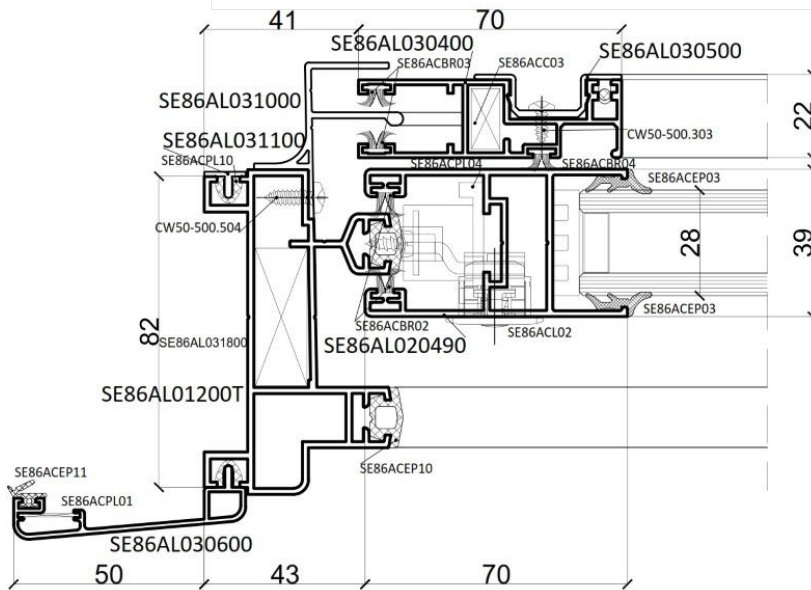 41
70
SE86AL030400
SE86ACBR03
SE86ACC03
SE86AL030500
SE86AL031000
22
CW50-500.303
SE86AL031100
SE86ACPL10
SE86ACPL04
SE86ACBR04
SE86ACEP03
CW50-500.504
28
39
SE86ACEP03
SE86ACBR02
SE86ACL02
82
SE86AL031800
SE86AL020490
SE86AL01200T
SE86ACEP11
SE86ACEP10
SE86ACPL01
SE86AL030600
50
43
70